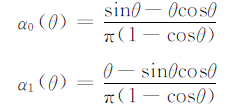 α₀(θ) = (sinθ − θcosθ) / (π(1 − cosθ))
α₁(θ) = (θ − sinθcosθ) / (π(1 − cosθ))